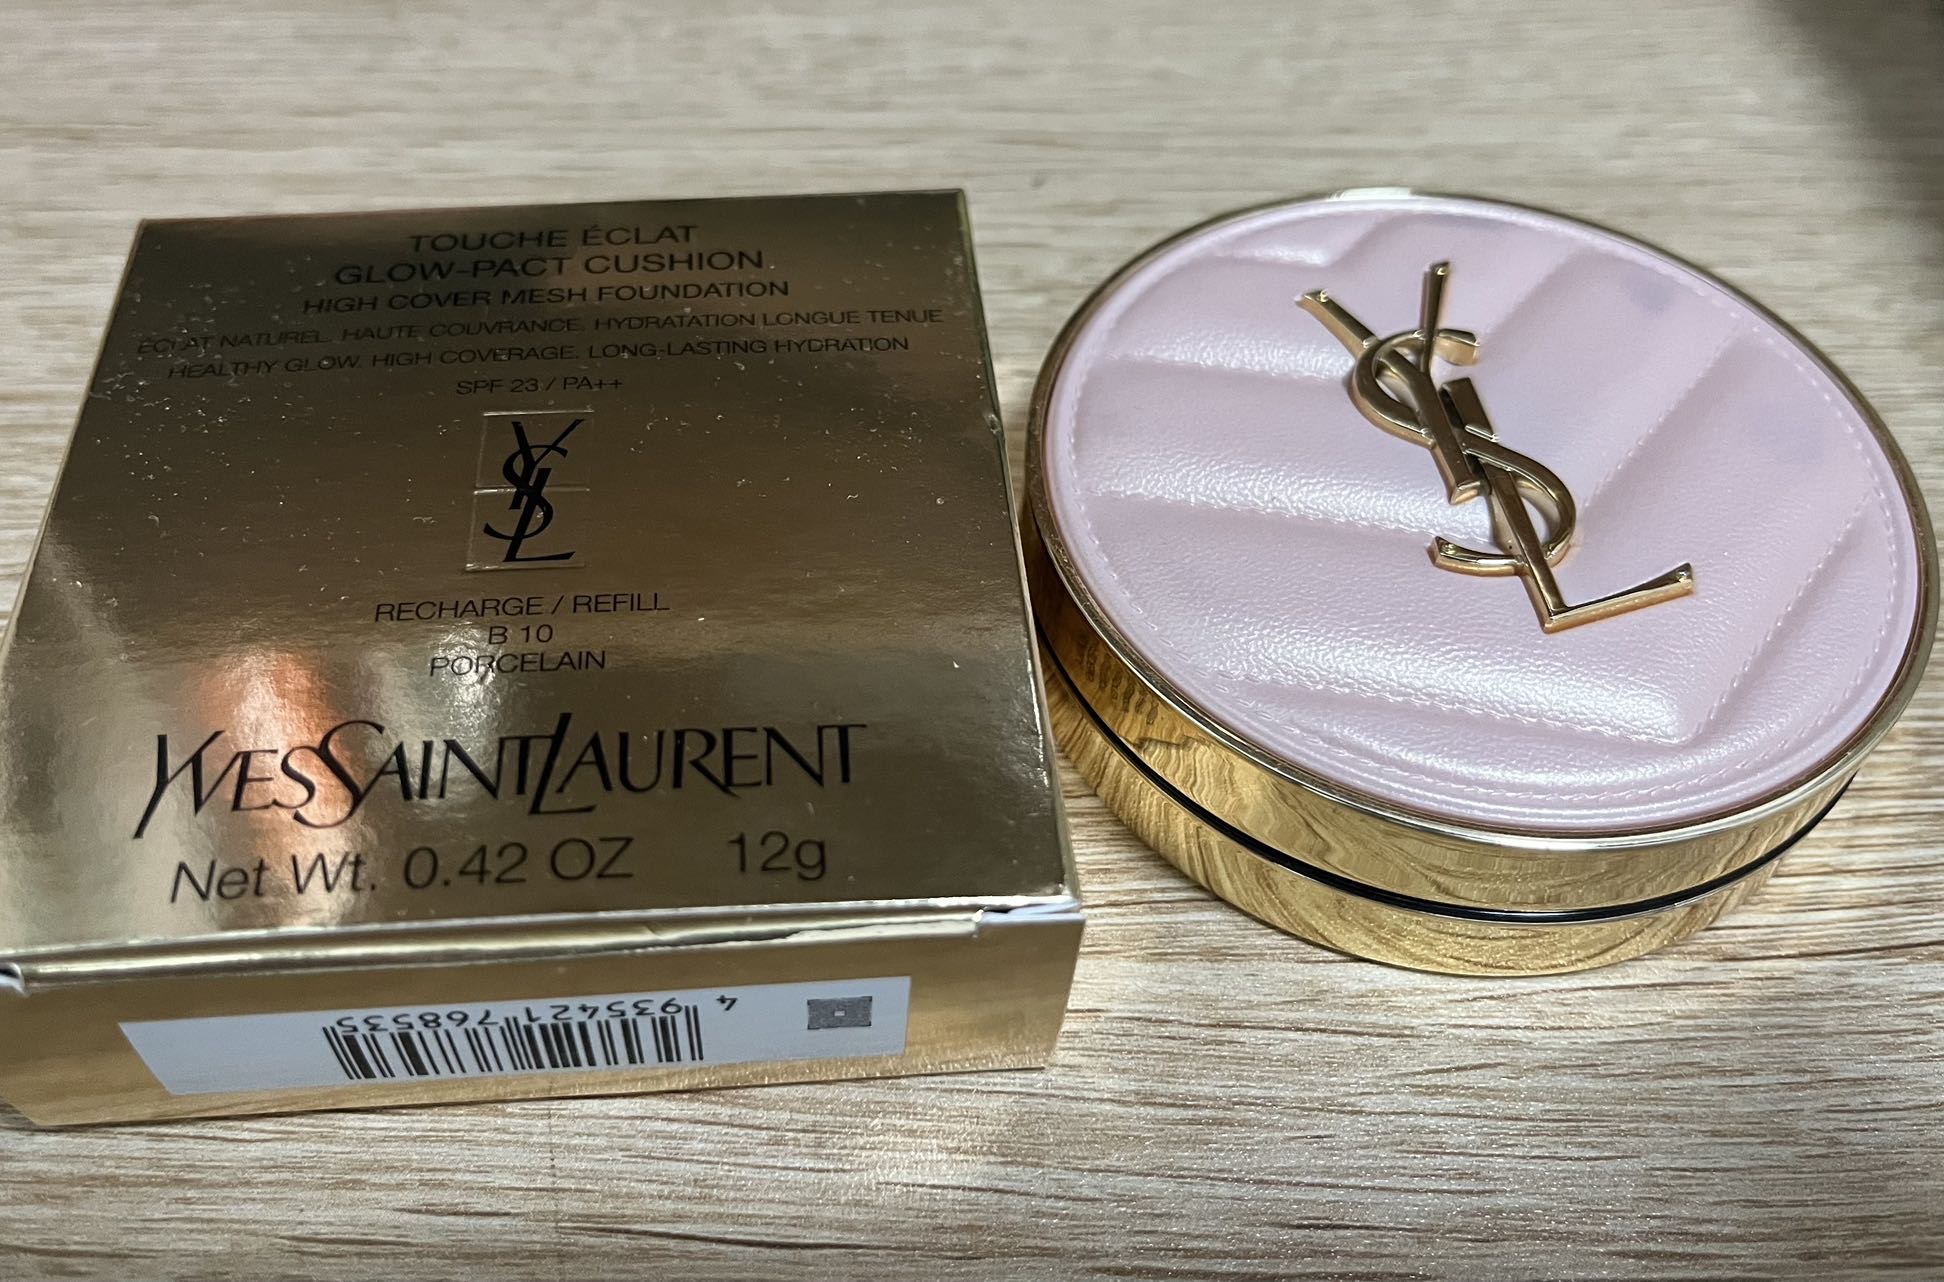 TOUCHE ÉCLAT
GLOW-PACT CUSHION
HIGH COVER MESH FOUNDATION
ÉCLAT NATUREL. HAUTE COUVRANCE. HYDRATATION LONGUE TENUE
HEALTHY GLOW. HIGH COVERAGE. LONG-LASTING HYDRATION
SPF 23 / PA++
YSL
RECHARGE / REFILL
B 10
PORCELAIN
YVESSAINTLAURENT
Net Wt. 0.42 OZ 12g
4 935421 768535
YSL